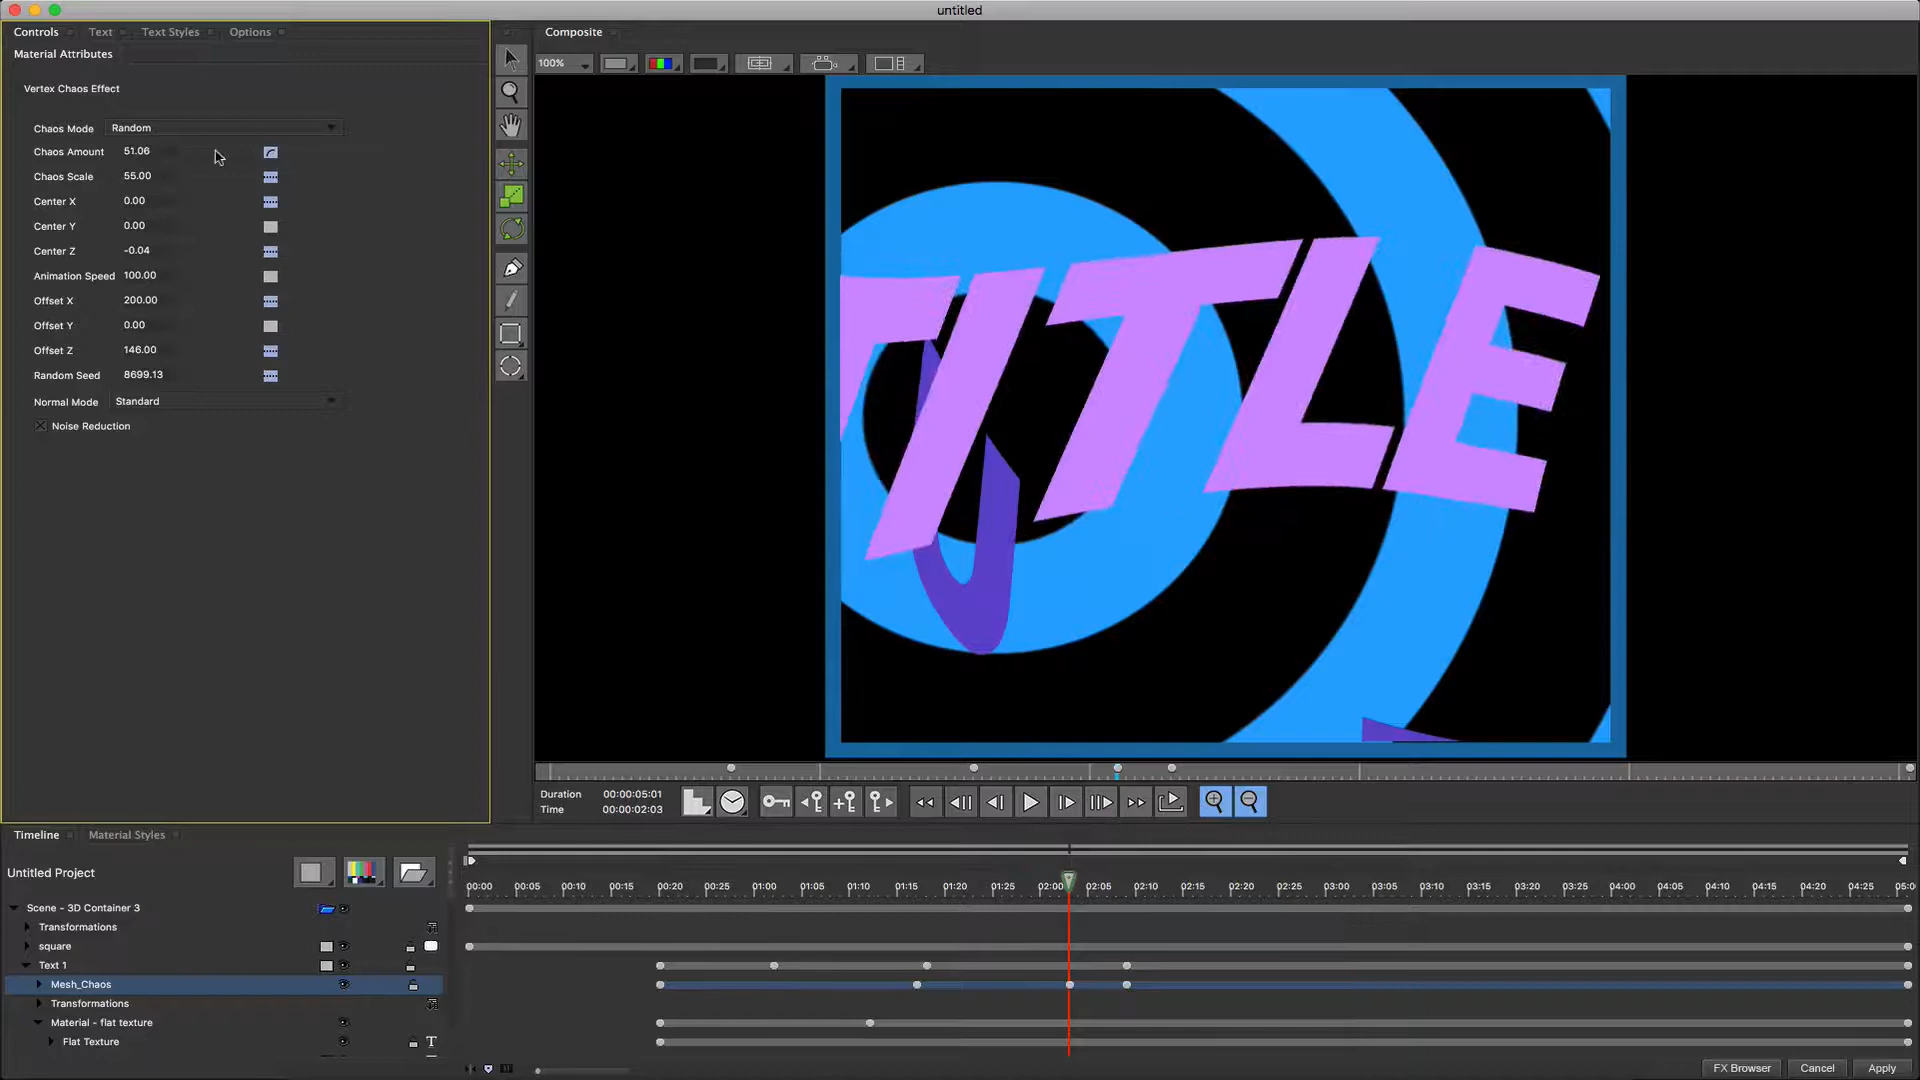 untitled
Controls
Text
Text Styles
Options
Material Attributes
Vertex Chaos Effect
Chaos Mode Random
Chaos Amount 51.06
Chaos Scale 55.00
Center X 0.00
Center Y 0.00
Center Z -0.04
Animation Speed 100.00
Offset X 200.00
Offset Y 0.00
Offset Z 146.00
Random Seed 8699.13
Normal Mode Standard
Noise Reduction
Composite
100%
TITLE
Duration 00:00:05:01
Time 00:00:02:03
Timeline
Material Styles
Untitled Project
00:00 00:05 00:10 00:15 00:20 00:25 01:02 01:05 01:10 01:15 01:20 01:25 02:00 02:05 02:10 02:15 02:20 02:25 03:00 03:05 03:10 03:15 03:20 03:25 04:02 04:05 04:10 04:15 04:20 04:25 05:0
Scene - 3D Container 3
Transformations
square
Text 1
Mesh_Chaos
Transformations
Material - flat texture
Flat Texture
T
FX Browser
Cancel
Apply